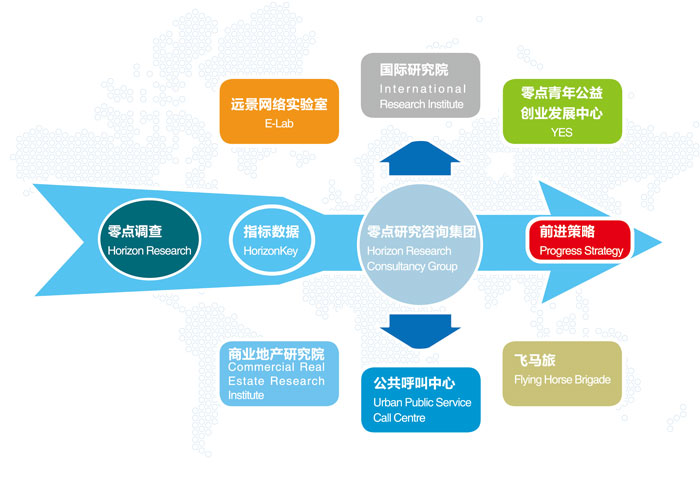 国际研究院
International
Research Institute
远景网络实验室
E-Lab
零点青年公益
创业发展中心
YES
零点调查
Horizon Research
指标数据
HorizonKey
零点研究咨询集团
Horizon Research
Consultancy Group
前进策略
Progress Strategy
商业地产研究院
Commercial Real
Estate Research
Institute
公共呼叫中心
Urban Public Service
Call Centre
飞马旅
Flying Horse Brigade